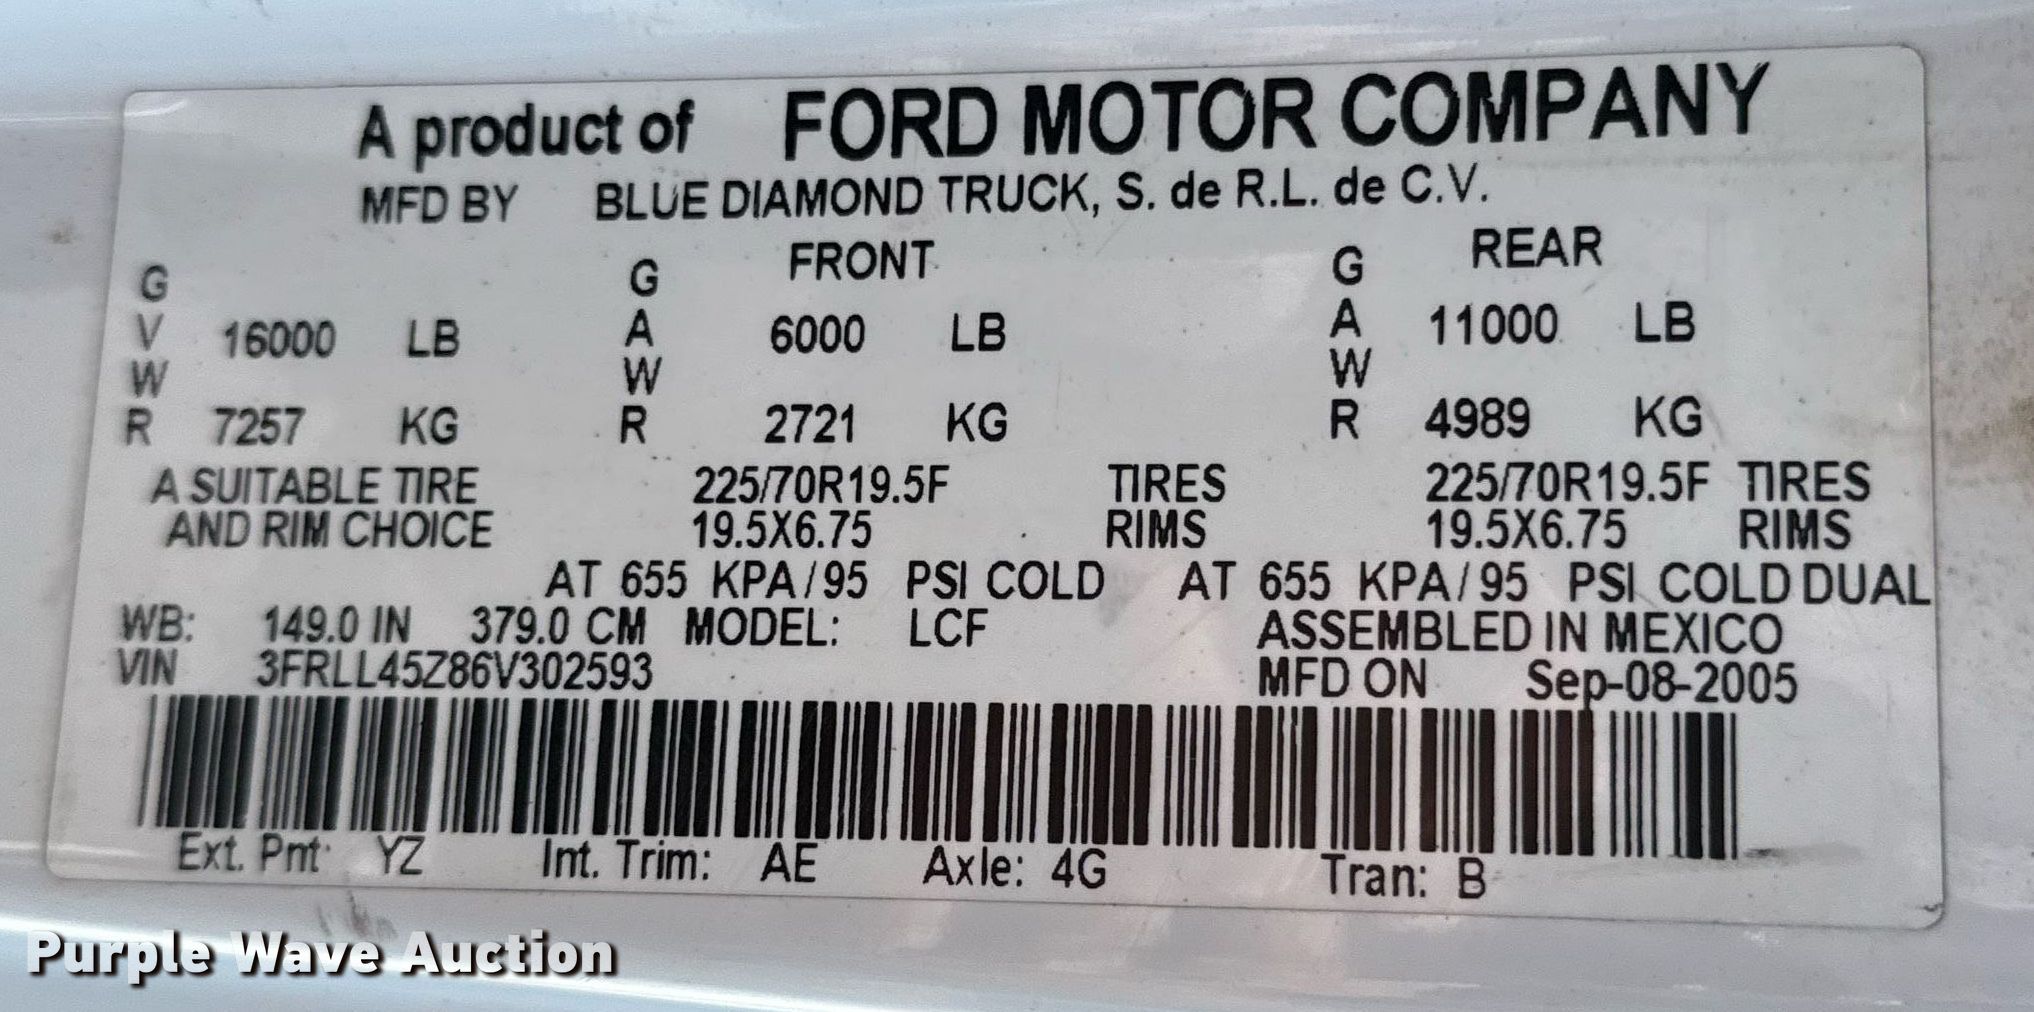 A product of FORD MOTOR COMPANY
MFD BY BLUE DIAMOND TRUCK, S. de R.L. de C.V.
GVWR 16000 LB 7257 KG
FRONT GAWR 6000 LB 2721 KG
REAR GAWR 11000 LB 4989 KG
A SUITABLE TIRE 225/70R19.5F TIRES 225/70R19.5F TIRES
AND RIM CHOICE 19.5X6.75 RIMS 19.5X6.75 RIMS
AT 655 KPA/95 PSI COLD AT 655 KPA/95 PSI COLD DUAL
WB: 149.0 IN 379.0 CM MODEL: LCF ASSEMBLED IN MEXICO
VIN 3FRLL45Z86V302593 MFD ON Sep-08-2005
Ext. Pnt: YZ Int. Trim: AE Axle: 4G Tran: B
Purple Wave Auction